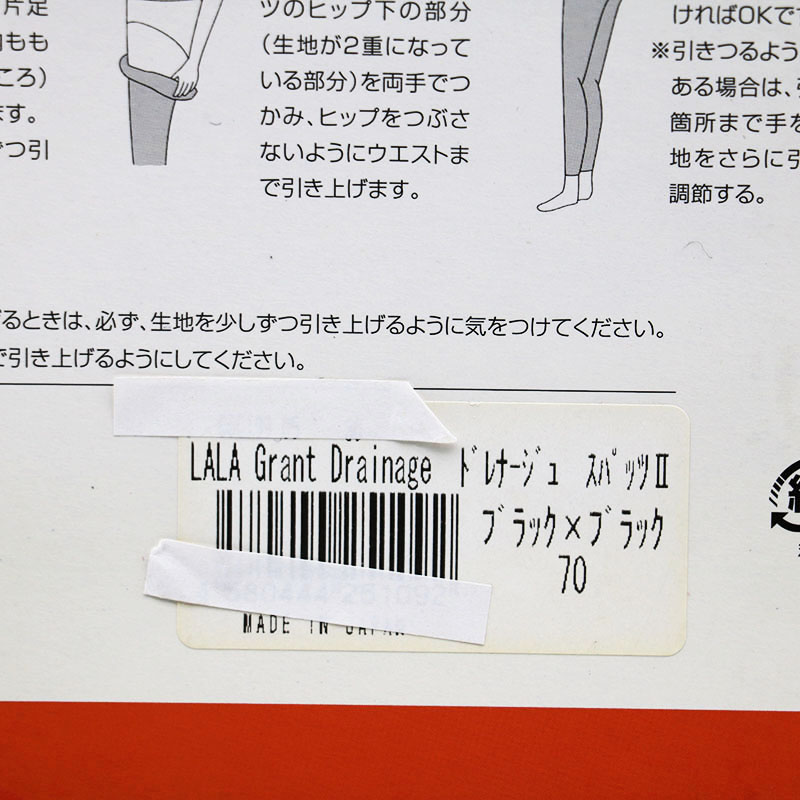 片足
もも
ころ）
ます。
ずつ引
ツのヒップ下の部分
（生地が2重になって
いる部分）を両手でつ
かみ、ヒップをつぶさ
ないようにウエストま
で引き上げます。
ければOKで
※引きつるよう
ある場合は、
箇所まで手を
地をさらに引
調節する。
げるときは、必ず、生地を少しずつ引き上げるように気をつけてください。
で引き上げるようにしてください。
LALA Grant Drainage ﾄﾞﾚﾅｰｼﾞｭ ｽﾊﾟｯﾂⅡ
ﾌﾞﾗｯｸ×ﾌﾞﾗｯｸ
70
MADE IN JAPAN